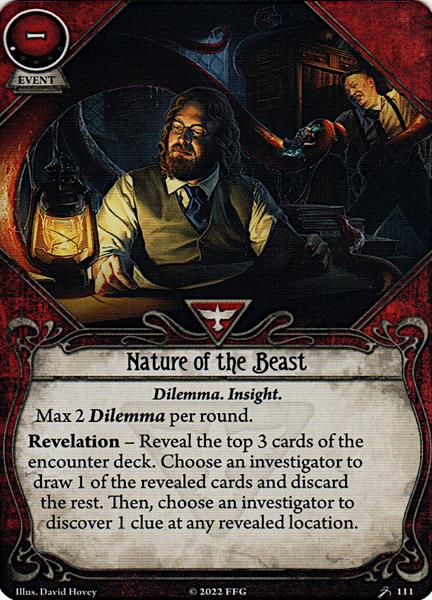 EVENT
Nature of the Beast
Dilemma. Insight.
Max 2 Dilemma per round.
Revelation – Reveal the top 3 cards of the
encounter deck. Choose an investigator to
draw 1 of the revealed cards and discard
the rest. Then, choose an investigator to
discover 1 clue at any revealed location.
Illus. David Hovey © 2022 FFG 111